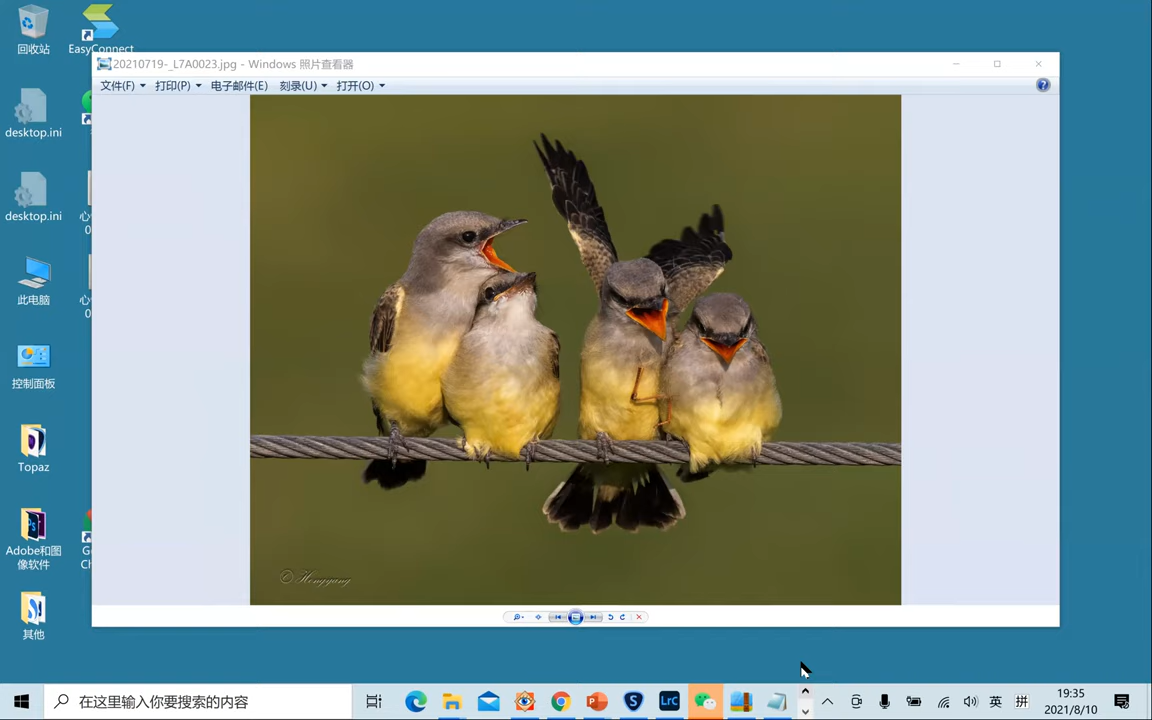 回收站
EasyConnect
20210719-_L7A0023.jpg - Windows 照片查看器
文件(F) 打印(P) 电子邮件(E) 刻录(U) 打开(O)
desktop.ini
desktop.ini
此电脑
控制面板
Topaz
Adobe和图
像软件
其他
© Hongyang
在这里输入你要搜索的内容
Lrc
英
拼
19:35
2021/8/10